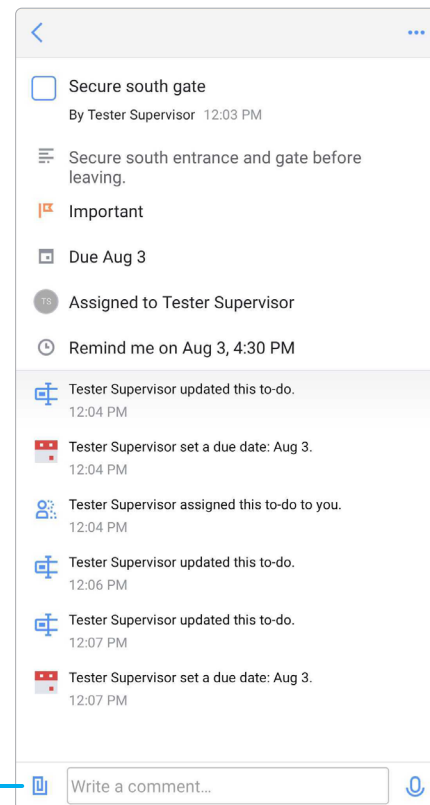 Secure south gate
By Tester Supervisor 12:03 PM
Secure south entrance and gate before
leaving.
Important
Due Aug 3
TS
Assigned to Tester Supervisor
Remind me on Aug 3, 4:30 PM
Tester Supervisor updated this to-do.
12:04 PM
Tester Supervisor set a due date: Aug 3.
12:04 PM
Tester Supervisor assigned this to-do to you.
12:04 PM
Tester Supervisor updated this to-do.
12:06 PM
Tester Supervisor updated this to-do.
12:07 PM
Tester Supervisor set a due date: Aug 3.
12:07 PM
Write a comment...